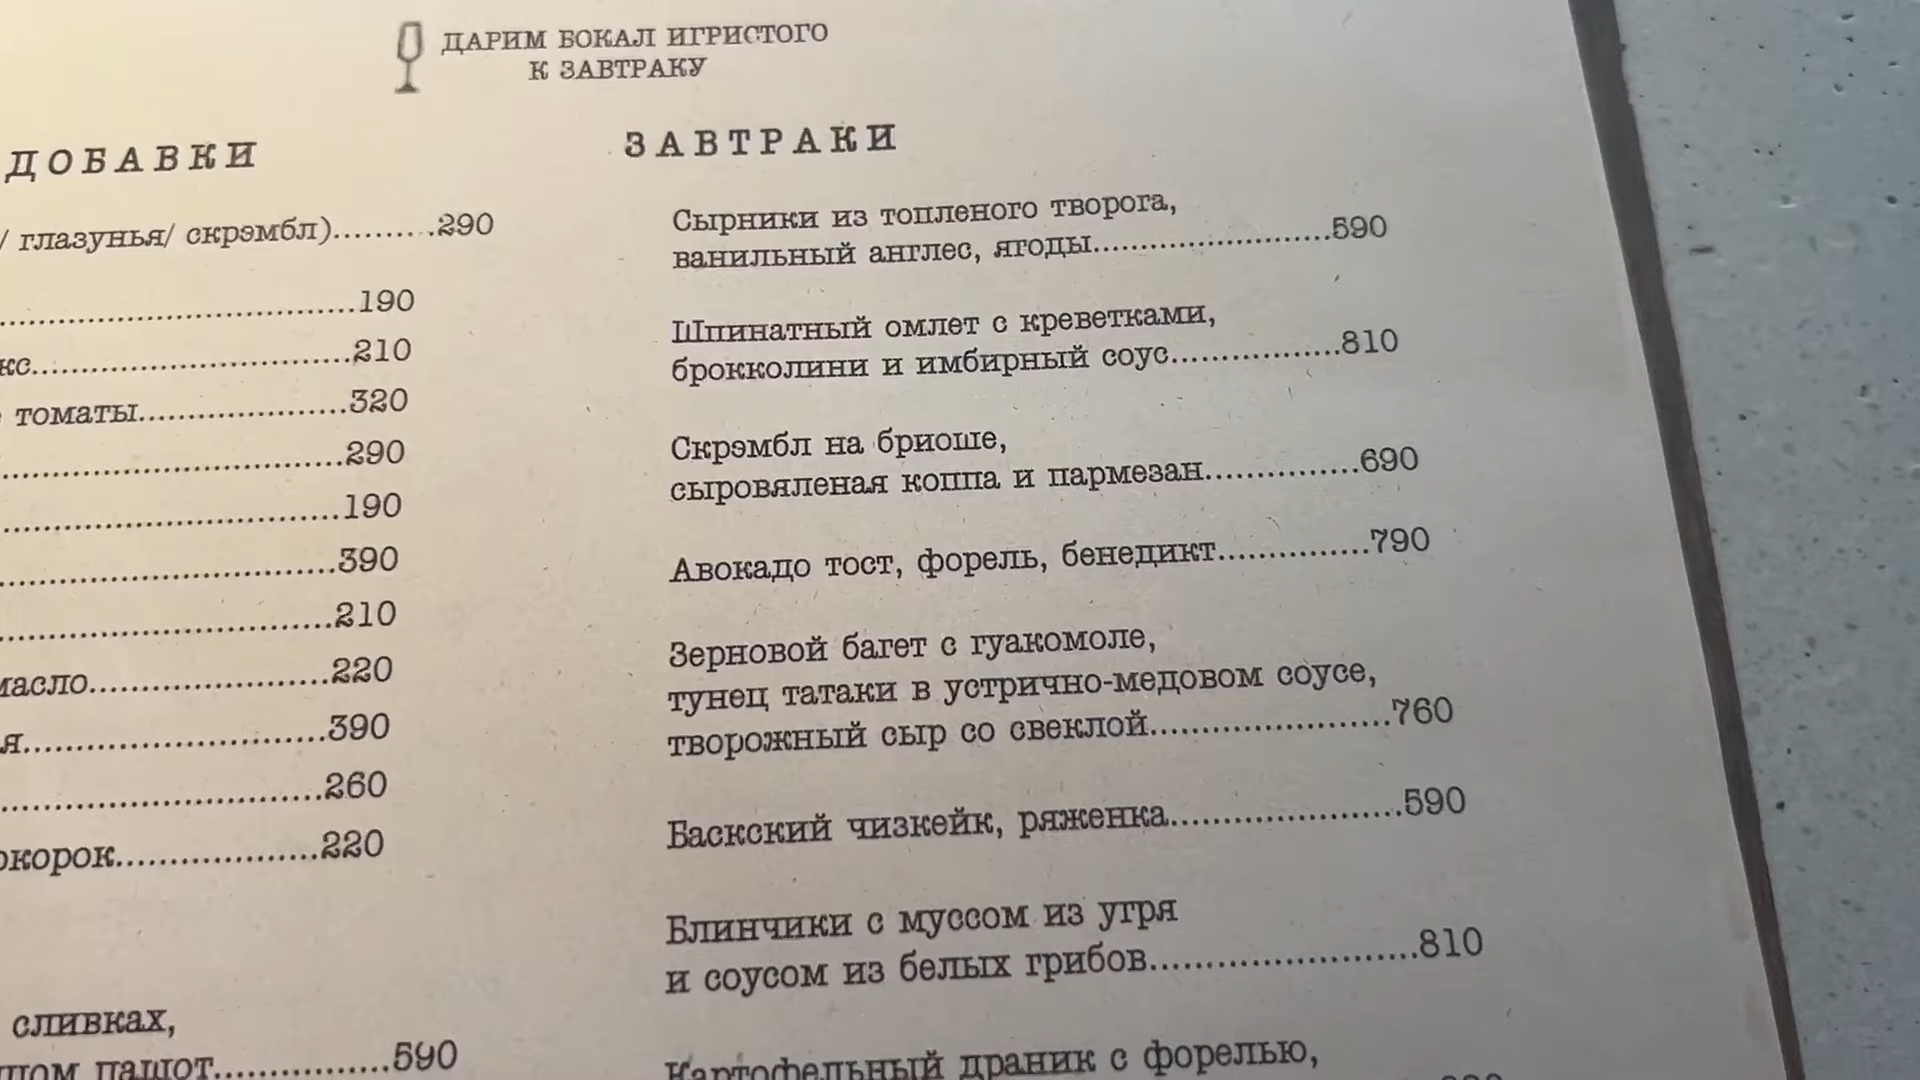 ДАРИМ БОКАЛ ИГРИСТОГО
К ЗАВТРАКУ
ДОБАВКИ
/ глазунья/ скрэмбл).........290
190
210
томаты....................320
290
190
390
210
220
390
260
220
сливках,
пашот................590
ЗАВТРАКИ
Сырники из топленого творога,
ванильный англес, ягоды........................590
Шпинатный омлет с креветками,
брокколини и имбирный соус.................810
Скрэмбл на бриоше,
сыровяленая коппа и пармезан...............690
Авокадо тост, форель, бенедикт...............790
Зерновой багет с гуакомоле,
тунец татаки в устрично-медовом соусе,
творожный сыр со свеклой.......................760
Баскский чизкейк, ряженка......................590
Блинчики с муссом из угря
и соусом из белых грибов.........................810
Картофельный драник с форелью,